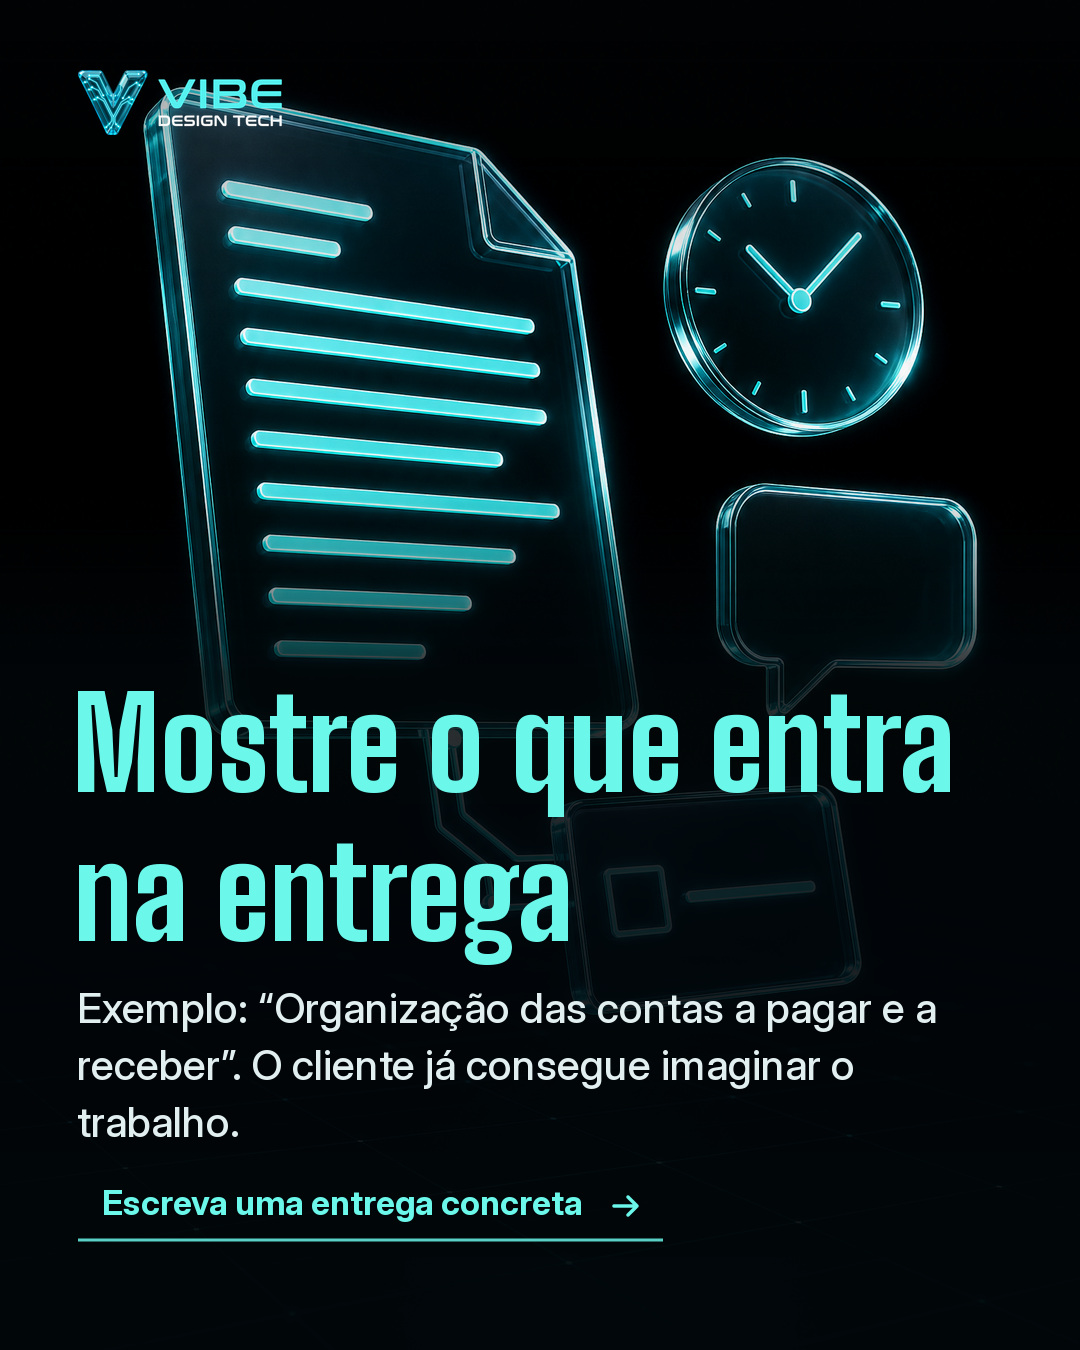 VIBE
DESIGN TECH
Mostre o que entra
na entrega
Exemplo: “Organização das contas a pagar e a
receber”. O cliente já consegue imaginar o
trabalho.
Escreva uma entrega concreta →